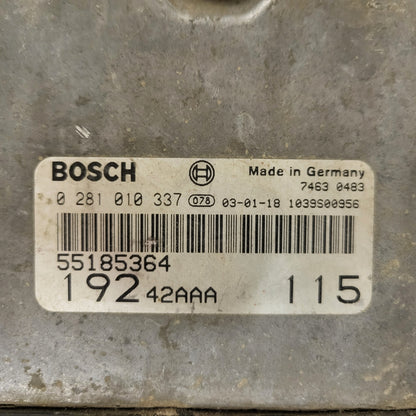 BOSCH Made in Germany
7463 0483
0 281 010 337 078 03-01-18 1039S00956
55185364
192 42AAA 115